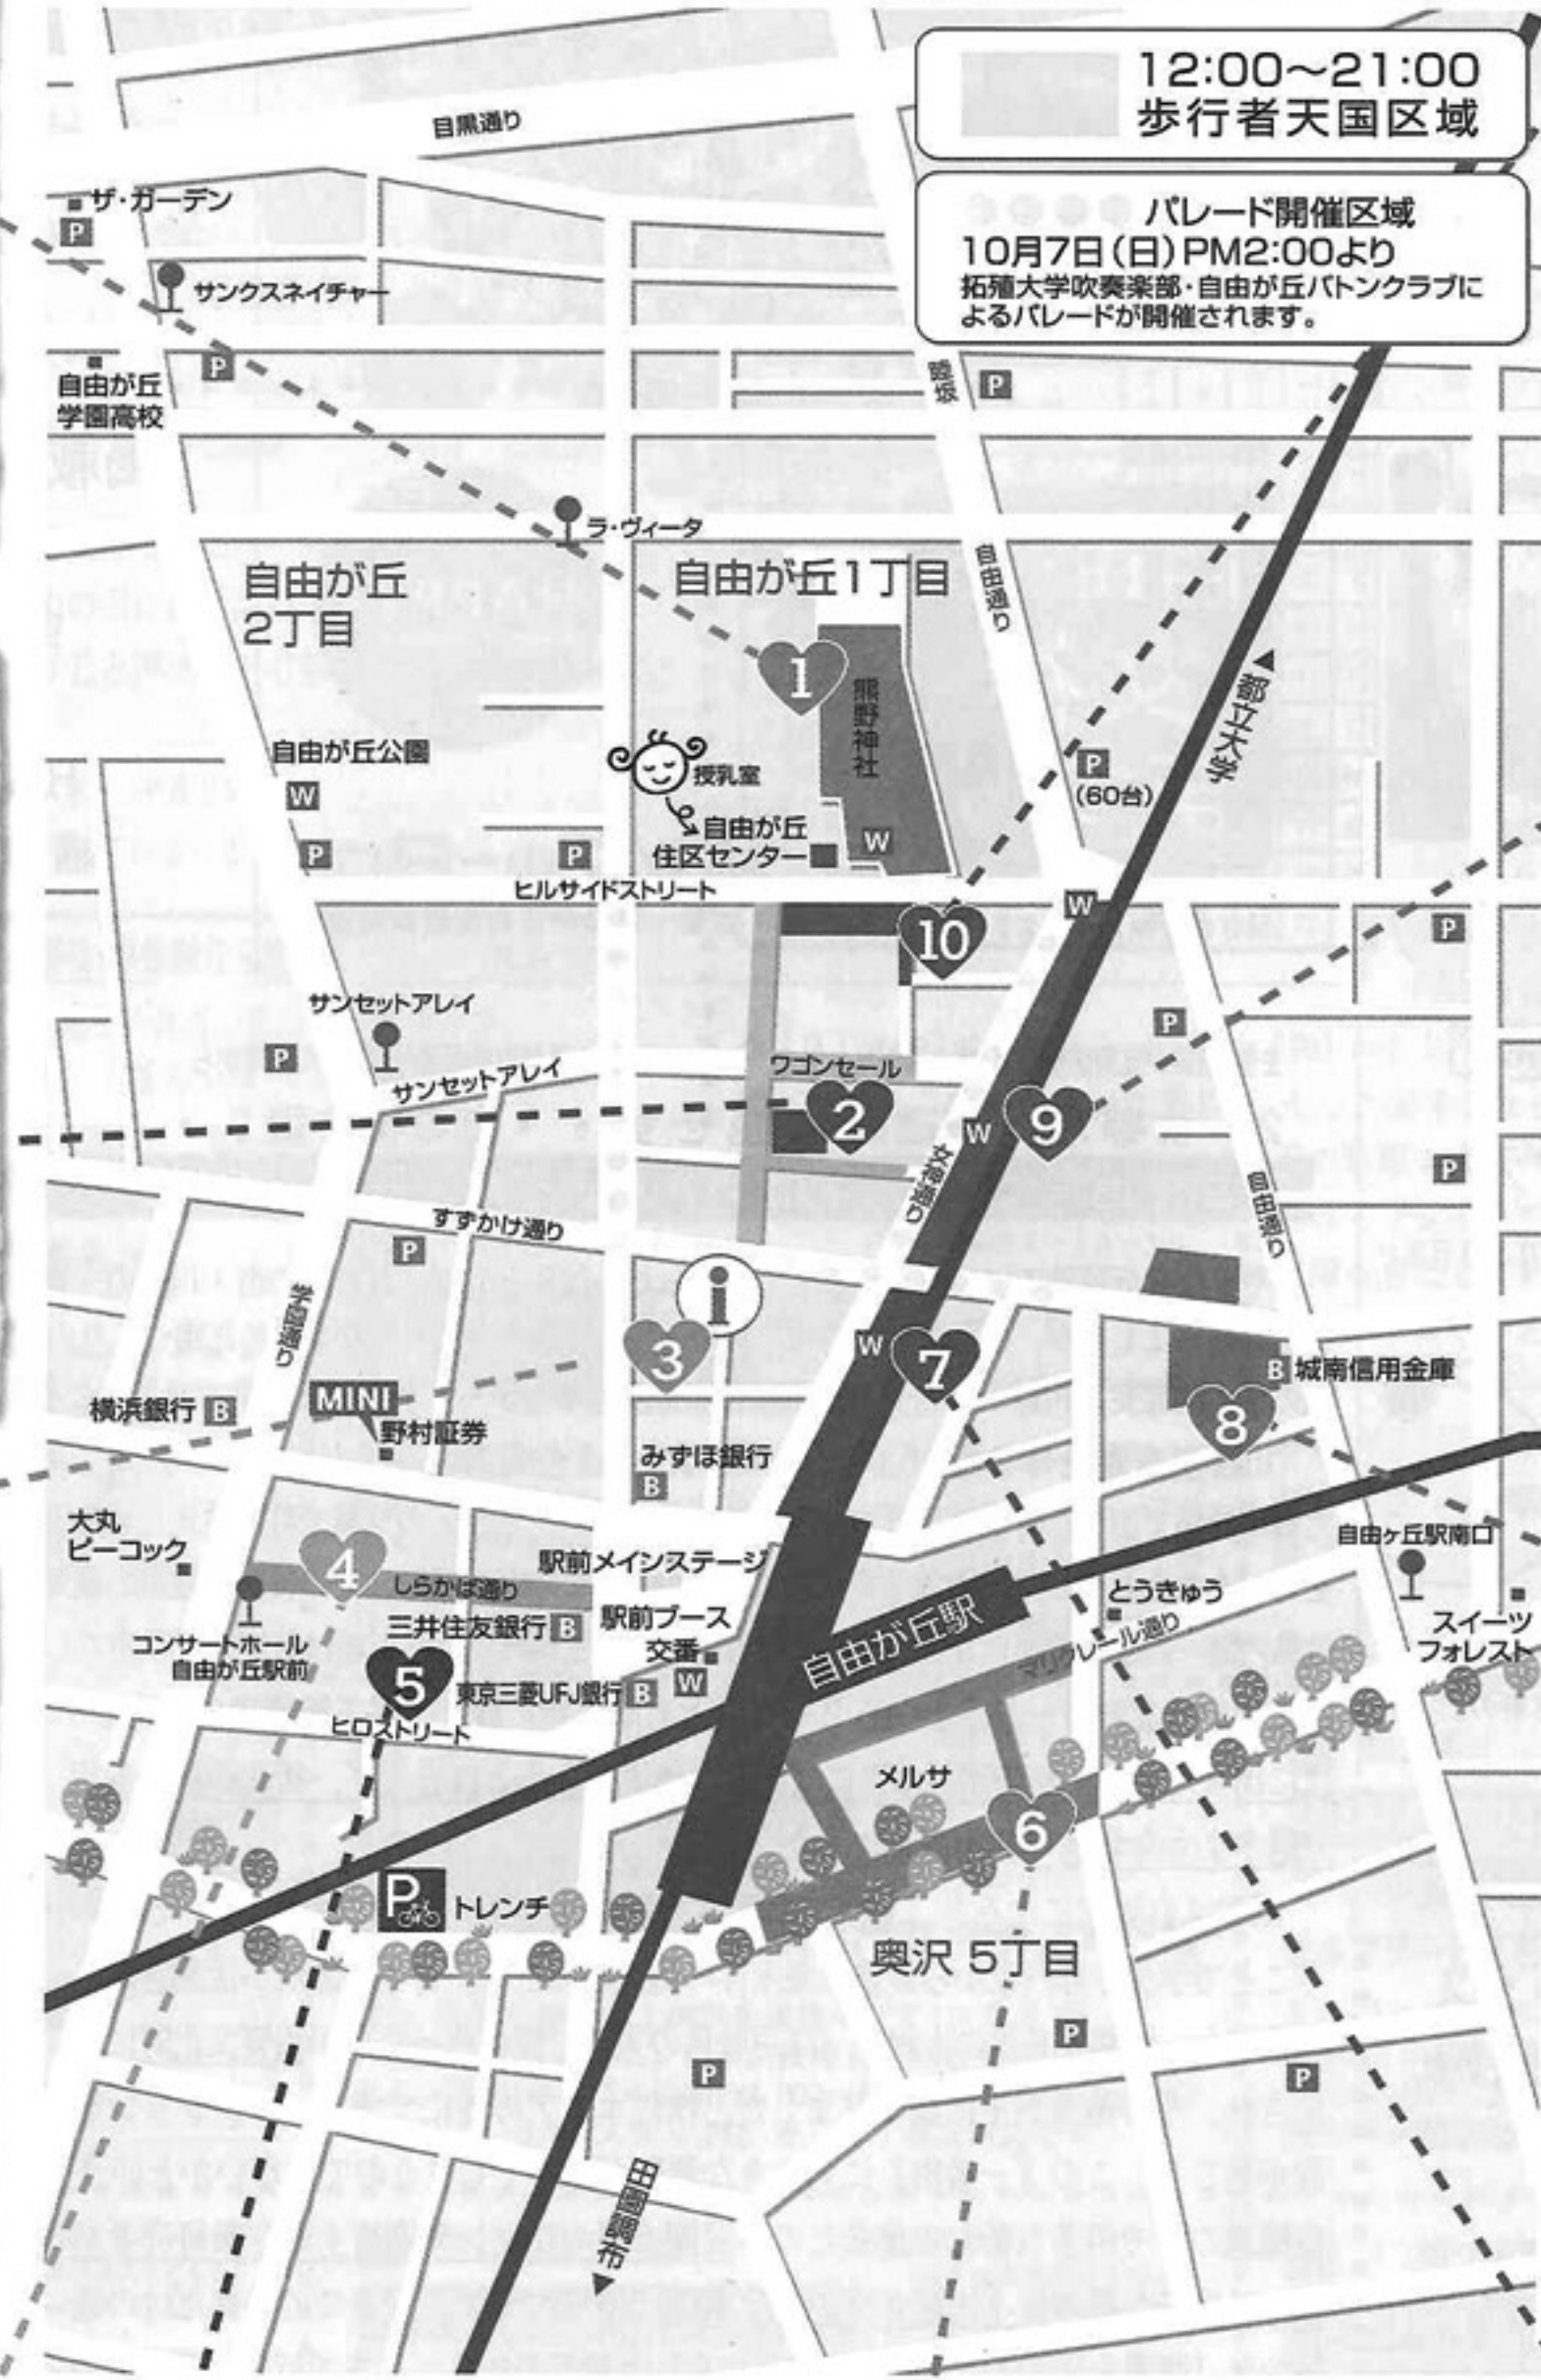 12:00～21:00
歩行者天国区域
パレード開催区域
10月7日(日)PM2:00より
拓殖大学吹奏楽部・自由が丘バトンクラブに
よるパレードが開催されます。
目黒通り
ザ・ガーデン
P
サンクスネイチャー
P
自由が丘
学園高校
睦坂
P
ラ・ヴィータ
自由が丘
2丁目
自由が丘1丁目
自由通り
1
熊野神社
都立大学
自由が丘公園
W
P
授乳室
自由が丘
住区センター
W
P
P
(60台)
ヒルサイドストリート
W
10
P
サンセットアレイ
P
P
サンセットアレイ
ワゴンセール
2
W
9
P
女神通り
自由通り
すずかけ通り
P
学園通り
i
3
W
7
B 城南信用金庫
8
横浜銀行 B
MINI
野村証券
みずほ銀行
B
大丸
ピーコック
4
しらかば通り
駅前メインステージ
自由ヶ丘駅南口
コンサートホール
自由が丘駅前
三井住友銀行 B
駅前ブース
交番
W
自由が丘駅
とうきゅう
マリクレール通り
スイーツ
フォレスト
5
東京三菱UFJ銀行 B
ヒロストリート
メルサ
6
P
トレンチ
奥沢 5丁目
P
P
P
田園調布